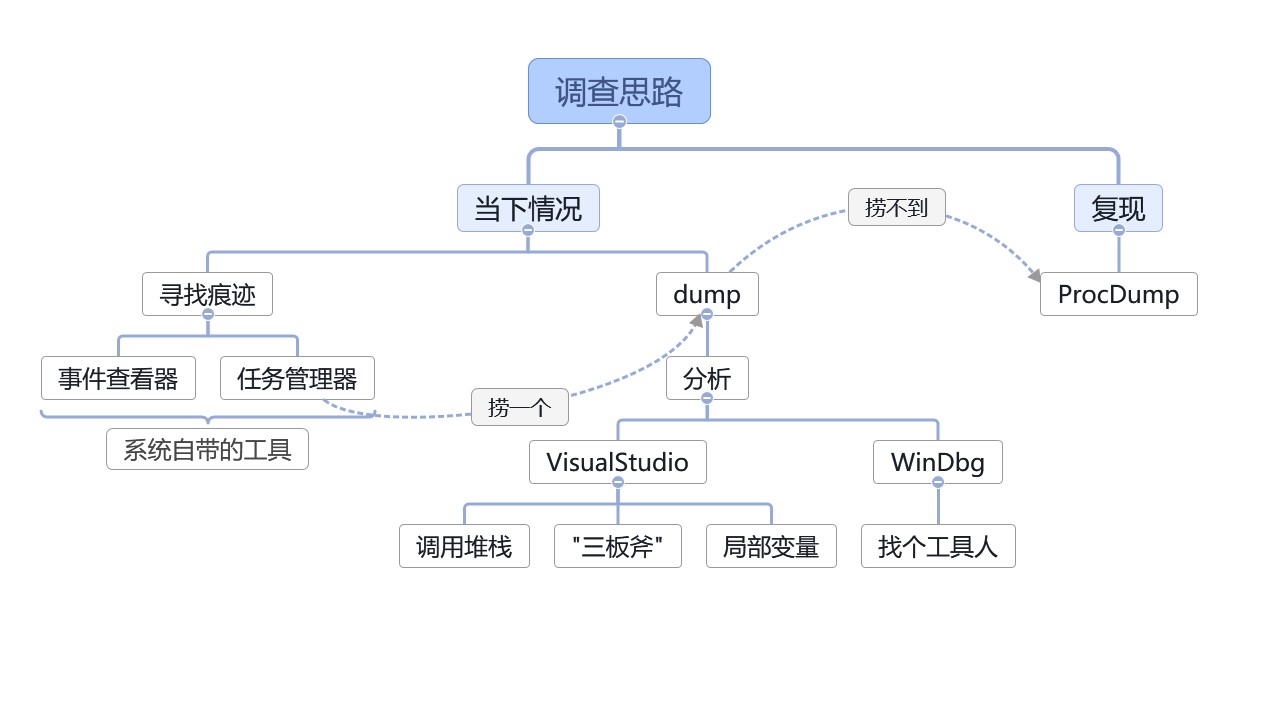 调查思路
当下情况
捞不到
复现
寻找痕迹
dump
ProcDump
事件查看器
任务管理器
分析
捞一个
系统自带的工具
VisualStudio
WinDbg
调用堆栈
"三板斧"
局部变量
找个工具人